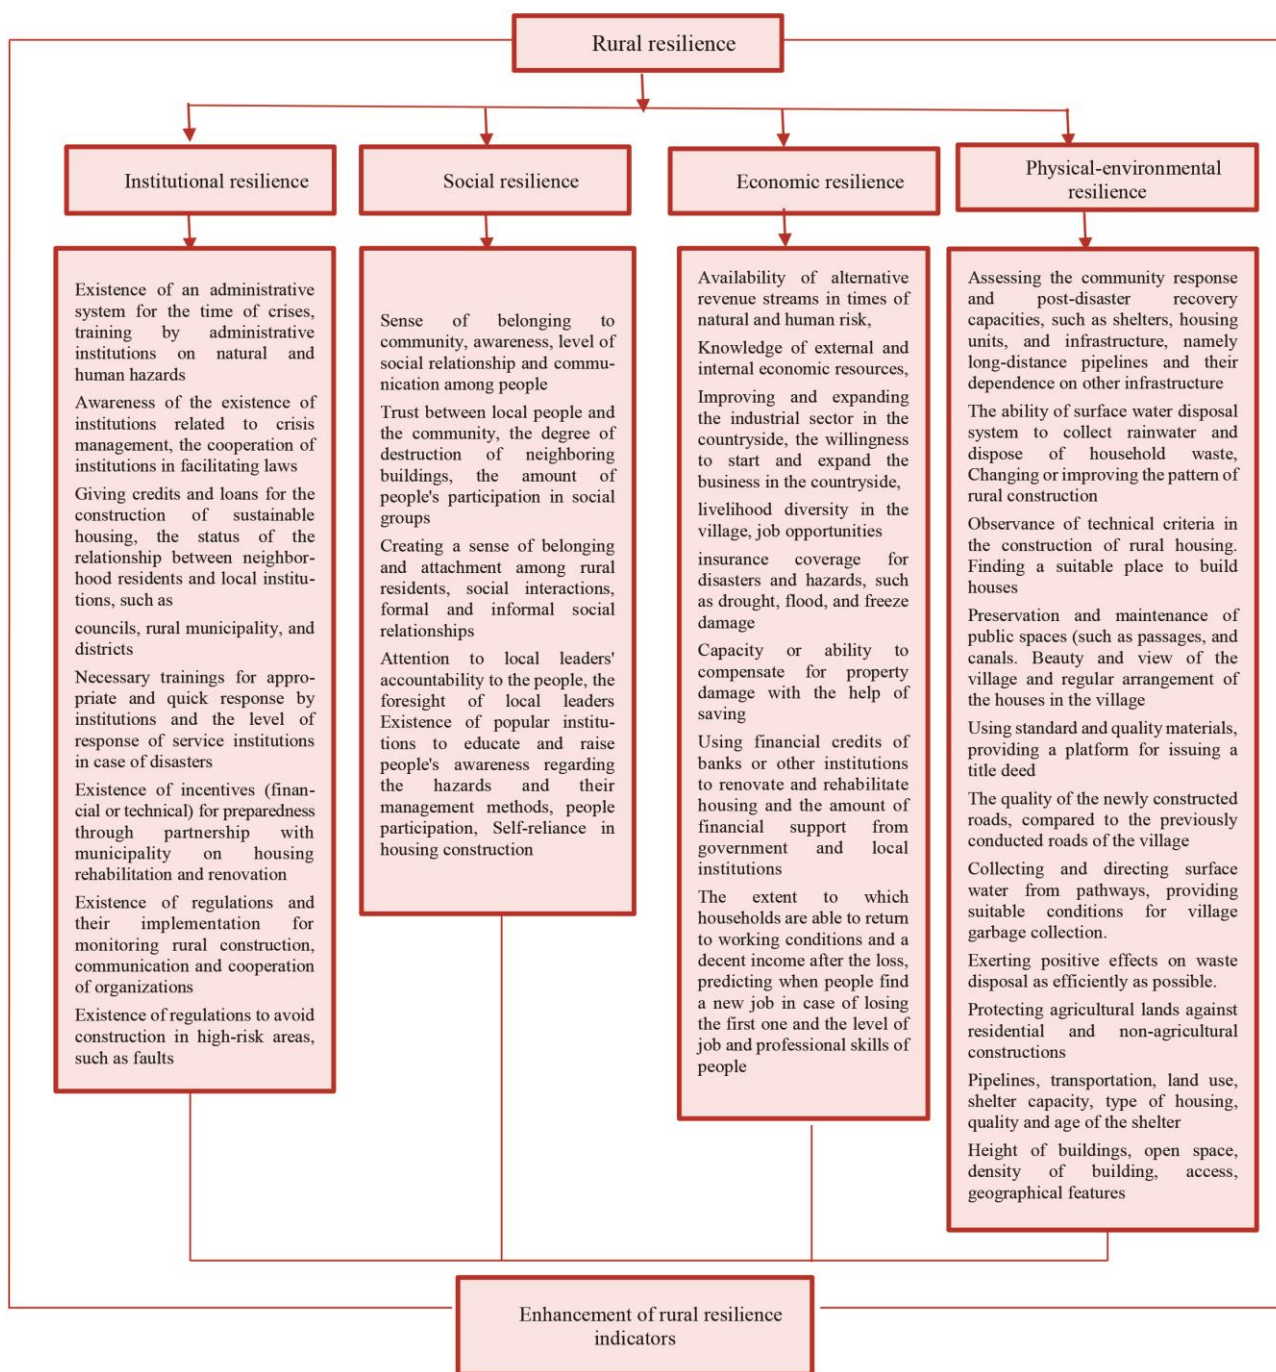 Rural resilience
Institutional resilience
Social resilience
Economic resilience
Physical-environmental
resilience
Existence of an administrative
system for the time of crises,
training by administrative
institutions on natural and
human hazards
Awareness of the existence of
institutions related to crisis
management, the cooperation of
institutions in facilitating laws
Giving credits and loans for the
construction of sustainable
housing, the status of the
relationship between neighbor-
hood residents and local institu-
tions, such as
councils, rural municipality, and
districts
Necessary trainings for appro-
priate and quick response by
institutions and the level of
response of service institutions
in case of disasters
Existence of incentives (finan-
cial or technical) for preparedness
through partnership with
municipality on housing
rehabilitation and renovation
Existence of regulations and
their implementation for
monitoring rural construction,
communication and cooperation
of organizations
Existence of regulations to avoid
construction in high-risk areas,
such as faults
Sense of belonging to
community, awareness, level of
social relationship and commu-
nication among people
Trust between local people and
the community, the degree of
destruction of neighboring
buildings, the amount of
people's participation in social
groups
Creating a sense of belonging
and attachment among rural
residents, social interactions,
formal and informal social
relationships
Attention to local leaders'
accountability to the people, the
foresight of local leaders
Existence of popular institu-
tions to educate and raise
people's awareness regarding
the hazards and their
management methods, people
participation, Self-reliance in
housing construction
Availability of alternative
revenue streams in times of
natural and human risk,
Knowledge of external and
internal economic resources,
Improving and expanding
the industrial sector in the
countryside, the willingness
to start and expand the
business in the countryside,
livelihood diversity in the
village, job opportunities
insurance coverage for
disasters and hazards, such
as drought, flood, and freeze
damage
Capacity or ability to
compensate for property
damage with the help of
saving
Using financial credits of
banks or other institutions
to renovate and rehabilitate
housing and the amount of
financial support from
government and local
institutions
The extent to which
households are able to return
to working conditions and a
decent income after the loss,
predicting when people find
a new job in case of losing
the first one and the level of
job and professional skills of
people
Assessing the community response
and post-disaster recovery
capacities, such as shelters, housing
units, and infrastructure, namely
long-distance pipelines and their
dependence on other infrastructure
The ability of surface water disposal
system to collect rainwater and
dispose of household waste,
Changing or improving the pattern of
rural construction
Observance of technical criteria in
the construction of rural housing.
Finding a suitable place to build
houses
Preservation and maintenance of
public spaces (such as passages, and
canals. Beauty and view of the
village and regular arrangement of
the houses in the village
Using standard and quality materials,
providing a platform for issuing a
title deed
The quality of the newly constructed
roads, compared to the previously
conducted roads of the village
Collecting and directing surface
water from pathways, providing
suitable conditions for village
garbage collection.
Exerting positive effects on waste
disposal as efficiently as possible.
Protecting agricultural lands against
residential and non-agricultural
constructions
Pipelines, transportation, land use,
shelter capacity, type of housing,
quality and age of the shelter
Height of buildings, open space,
density of building, access,
geographical features
Enhancement of rural resilience
indicators